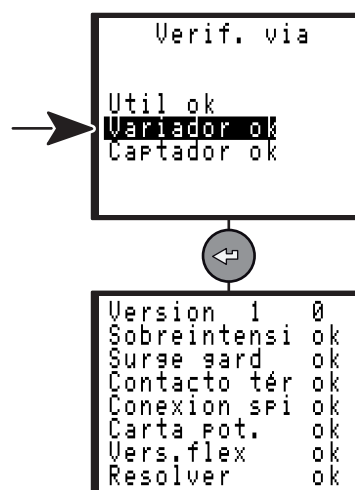 Verif. via
Util ok
Variador ok
Captador ok
Version 1 0
Sobreintensi ok
Surge gard ok
Contacto tér ok
Conexion spi ok
Carta pot. ok
Vers.flex ok
Resolver ok